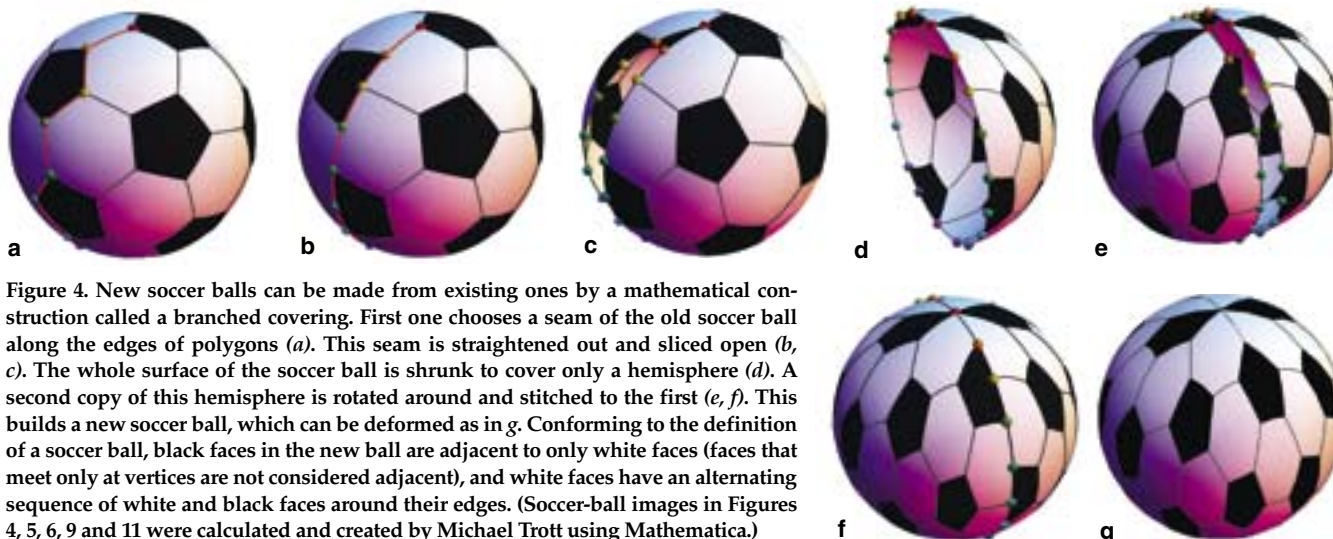 a
b
c
d
e
Figure 4. New soccer balls can be made from existing ones by a mathematical con-
struction called a branched covering. First one chooses a seam of the old soccer ball
along the edges of polygons (a). This seam is straightened out and sliced open (b,
c). The whole surface of the soccer ball is shrunk to cover only a hemisphere (d). A
second copy of this hemisphere is rotated around and stitched to the first (e, f). This
builds a new soccer ball, which can be deformed as in g. Conforming to the definition
of a soccer ball, black faces in the new ball are adjacent to only white faces (faces that
meet only at vertices are not considered adjacent), and white faces have an alternating
sequence of white and black faces around their edges. (Soccer-ball images in Figures
4, 5, 6, 9 and 11 were calculated and created by Michael Trott using Mathematica.)
f
g